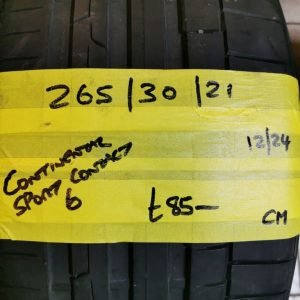 265/30/21
12/24
CONTINENTAL
SPORT CONTACT
6
£85—
CM